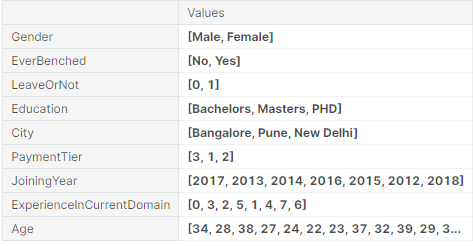 Values
Gender [Male, Female]
EverBenched [No, Yes]
LeaveOrNot [0, 1]
Education [Bachelors, Masters, PHD]
City [Bangalore, Pune, New Delhi]
PaymentTier [3, 1, 2]
JoiningYear [2017, 2013, 2014, 2016, 2015, 2012, 2018]
ExperienceInCurrentDomain [0, 3, 2, 5, 1, 4, 7, 6]
Age [34, 28, 38, 27, 24, 22, 23, 37, 32, 39, 29, 3...